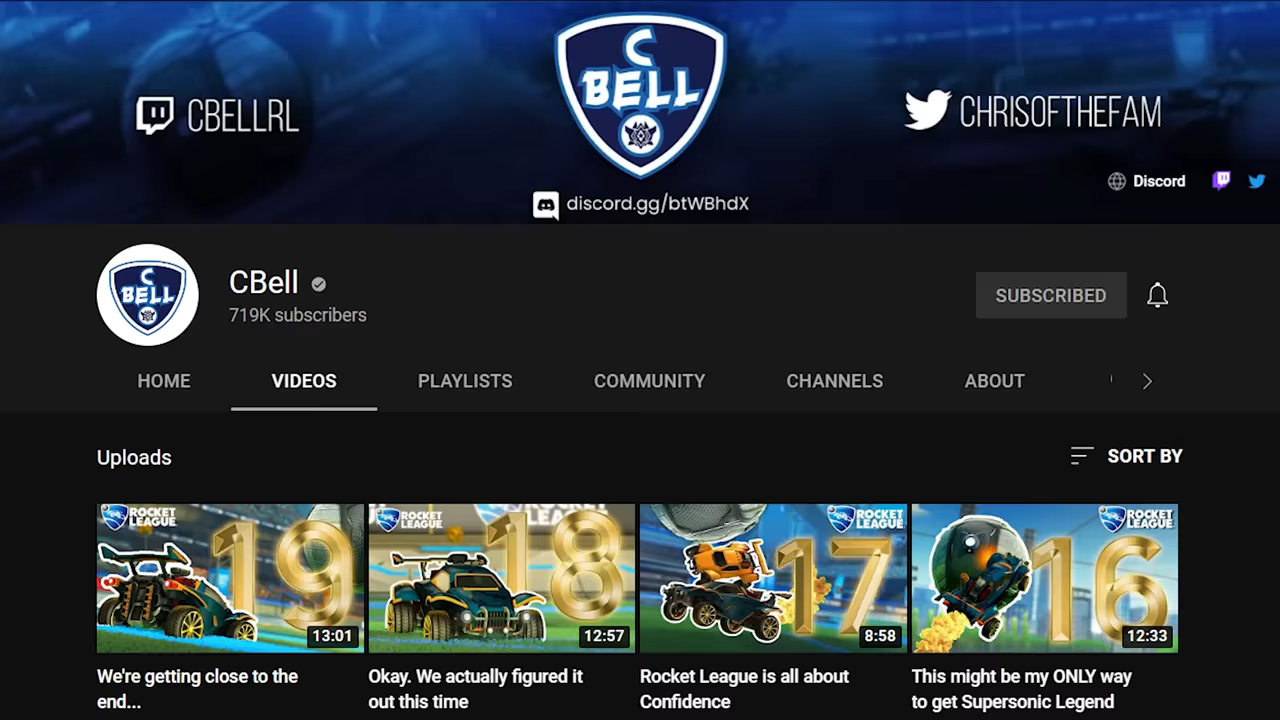 C
BELL
CBELLRL
CHRISOFTHEFAM
Discord
discord.gg/btWBhdX
C
BELL
CBell
719K subscribers
SUBSCRIBED
HOME
VIDEOS
PLAYLISTS
COMMUNITY
CHANNELS
ABOUT
Uploads
SORT BY
ROCKET
LEAGUE
19
13:01
ROCKET
LEAGUE
18
12:57
ROCKET
LEAGUE
17
8:58
ROCKET
LEAGUE
16
12:33
We're getting close to the
end...
Okay. We actually figured it
out this time
Rocket League is all about
Confidence
This might be my ONLY way
to get Supersonic Legend